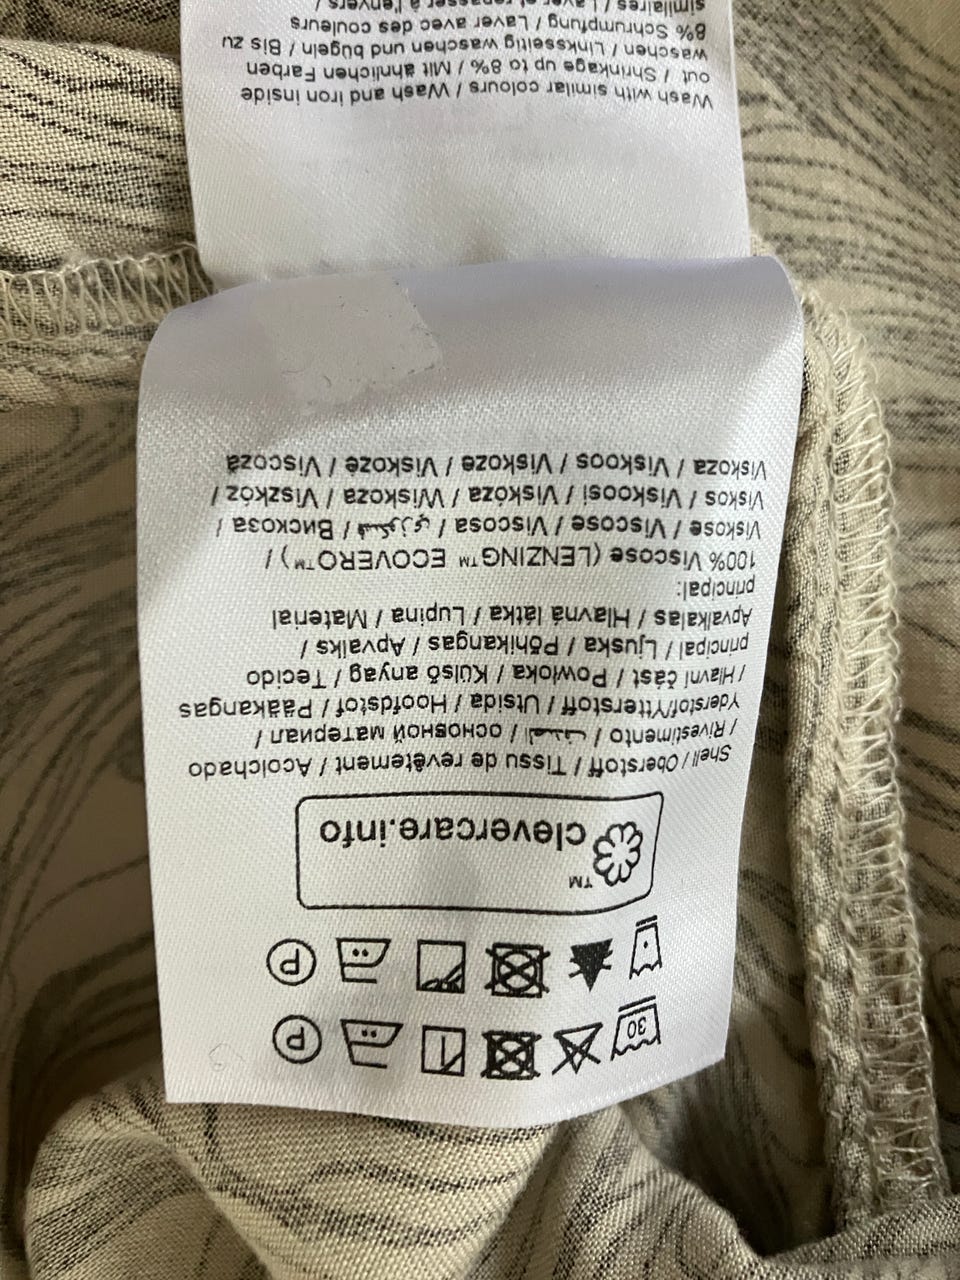 30 P
P
™
clevercare.info
Shell / Oberstoff / Tissu de revêtement / Acolchado
/ Rivestimento / / основной материал /
Yderstof/Ytterstoff / Utsida / Hoofdstof / Pääkangas
/ Hlavní část / Powłoka / Külső anyag / Tecido
principal / Ljuska / Põhikangas / Apvalks /
Apvalkalas / Hlavná látka / Lupina / Material
principal:
100% Viscose (LENZING™ ECOVERO™) /
Viskose / Viscose / Viscosa / / Вискоза /
Viskos / Viskoosi / Viskóza / Wiskoza / Viszkóz /
Viskoza / Viskoos / Viskoze / Viskozė / Viscoză
Wash with similar colours / Wash and iron inside
out / Shrinkage up to 8% / Mit ähnlichen Farben
waschen / Linksseitig waschen und bügeln / Bis zu
8% Schrumpfung / Laver avec des couleurs
similaires / Laver et repasser à l'envers /